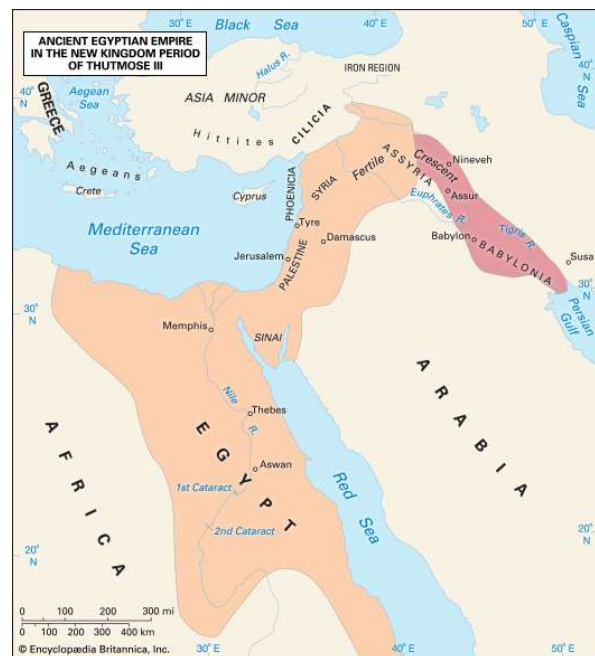 ANCIENT EGYPTIAN EMPIRE
IN THE NEW KINGDOM PERIOD
OF THUTMOSE III
30° E
Black Sea
40° E
50° E
Caspian
Sea
Halus R.
IRON REGION
40°
N
40°
N
GREECE
Aegean
Sea
ASIA MINOR
Hittites
CILICIA
Aegeans
Crete
Cyprus
PHOENICIA
SYRIA
Fertile
Crescent
ASSYRIA
Nineveh
Assur
Euphrates R.
Tigris R.
Mediterranean
Sea
Tyre
Damascus
Babylon
BABYLONIA
Susa
Jerusalem
PALESTINE
30°
N
30°
N
Persian
Gulf
Memphis
SINAI
Nile
R.
Thebes
EGYPT
Aswan
1st Cataract
2nd Cataract
Red Sea
ARABIA
AFRICA
20°
N
20°
N
0 100 200 300 mi
0 100 200 300 400 km
© Encyclopædia Britannica, Inc.
30° E
40° E
50° E